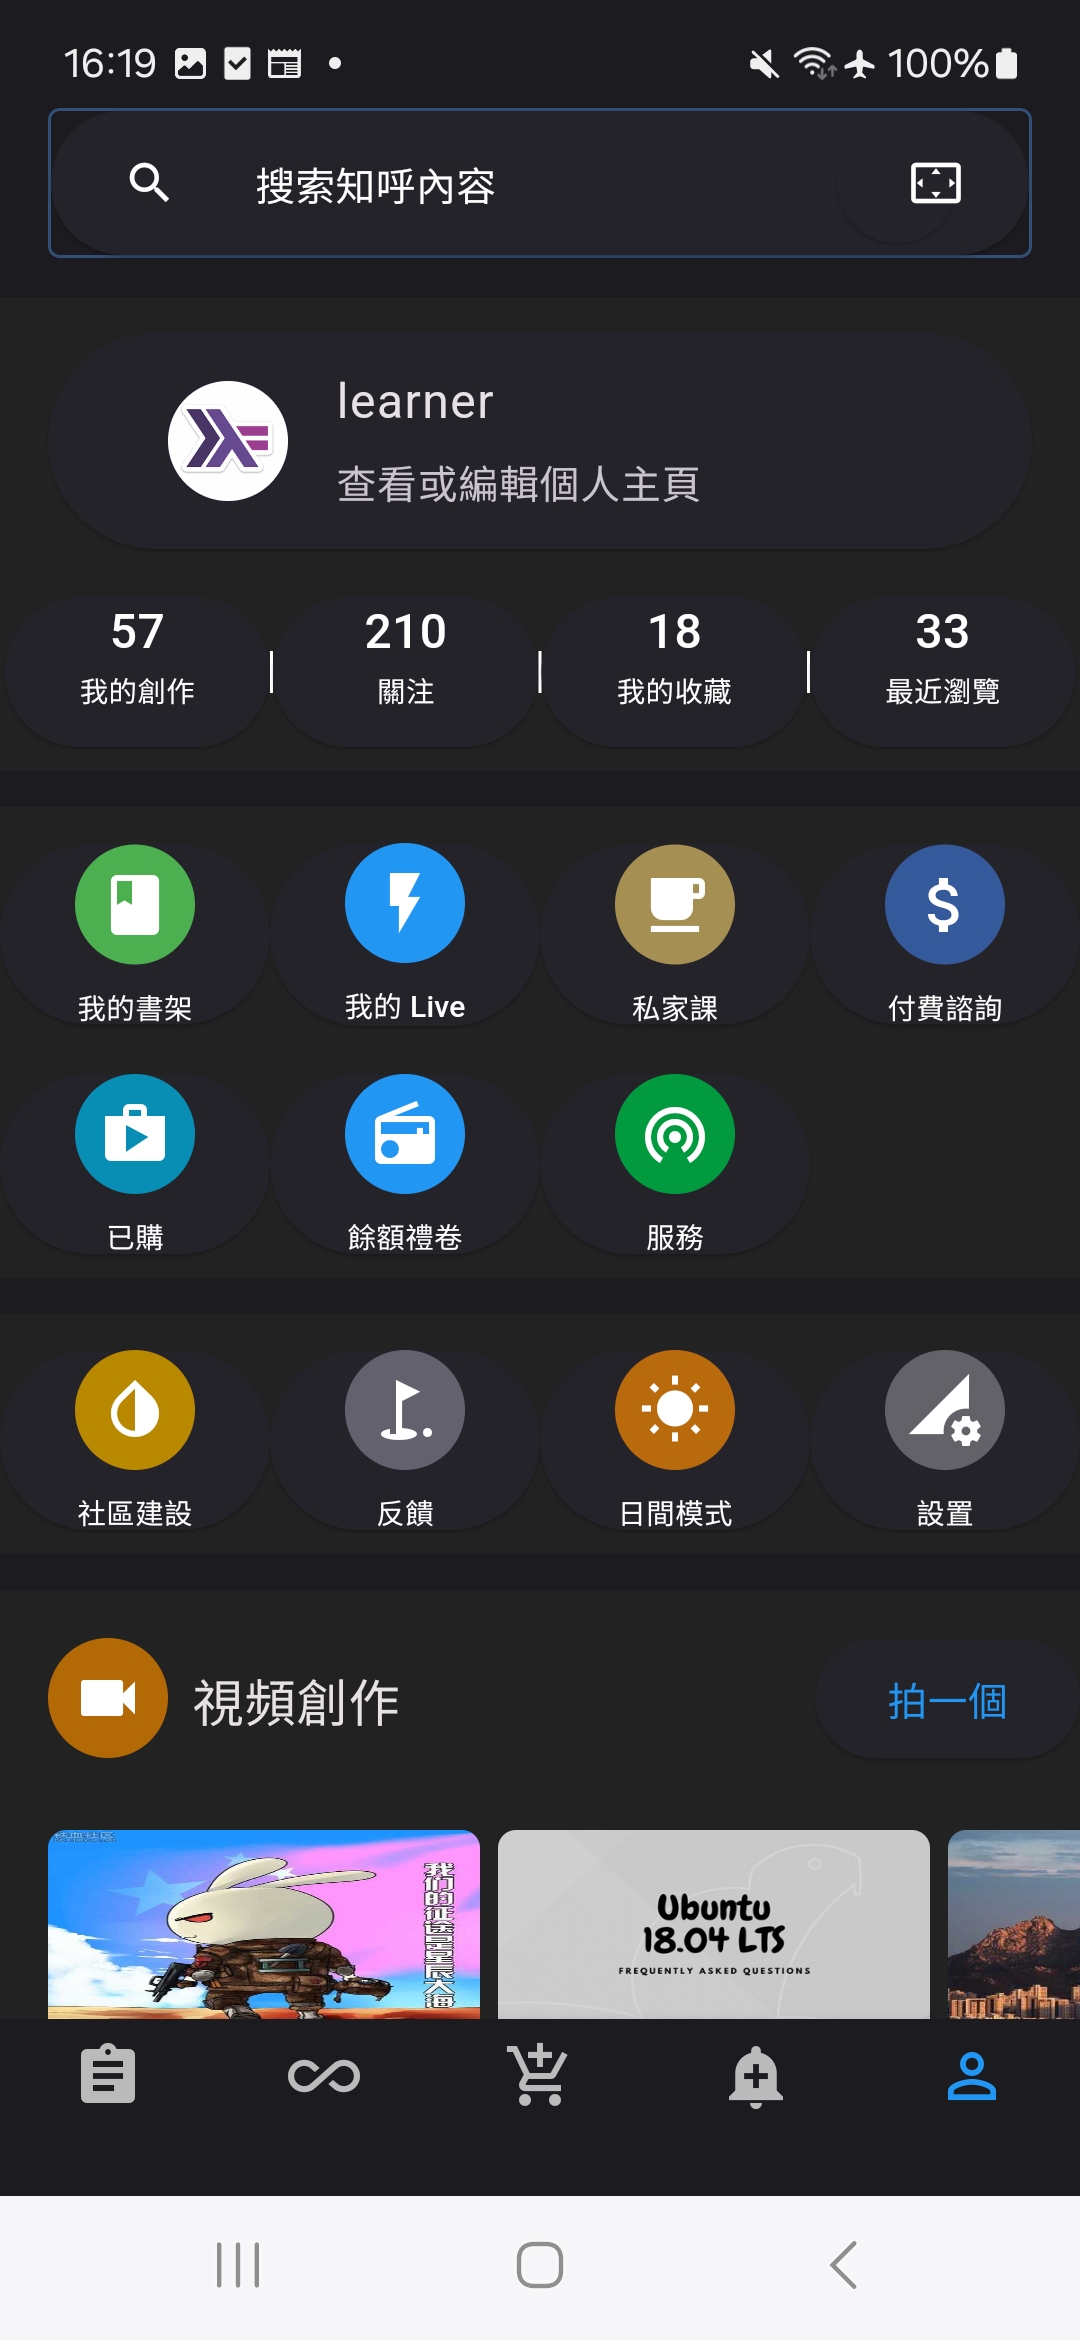 16:19
100%
搜索知呼內容
learner
查看或編輯個人主頁
57
210
18
33
我的創作
關注
我的收藏
最近瀏覽
我的書架
我的 Live
私家課
付費諮詢
已購
餘額禮卷
服務
社區建設
反饋
日間模式
設置
視頻創作
拍一個
铁血社区
我们的征途是星辰大海
Ubuntu
18.04 LTS
FREQUENTLY ASKED QUESTIONS